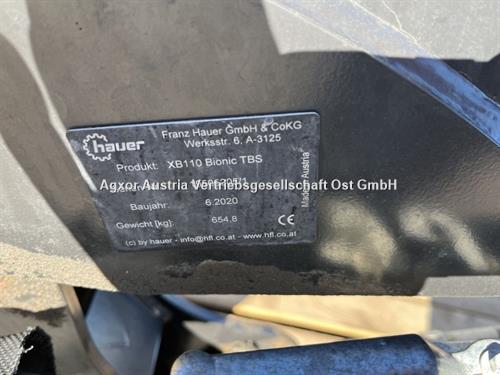 hauer
Franz Hauer GmbH & CoKG
Werksstr. 6, A-3125
Produkt: XB110 Bionic TBS
Agxor Austria Vertriebsgesellschaft Ost GmbH
Baujahr: 6.2020
Gewicht [kg]: 654,8
CE
(c) by hauer - info@hfl.co.at - www.hfl.co.at
Made in Austria